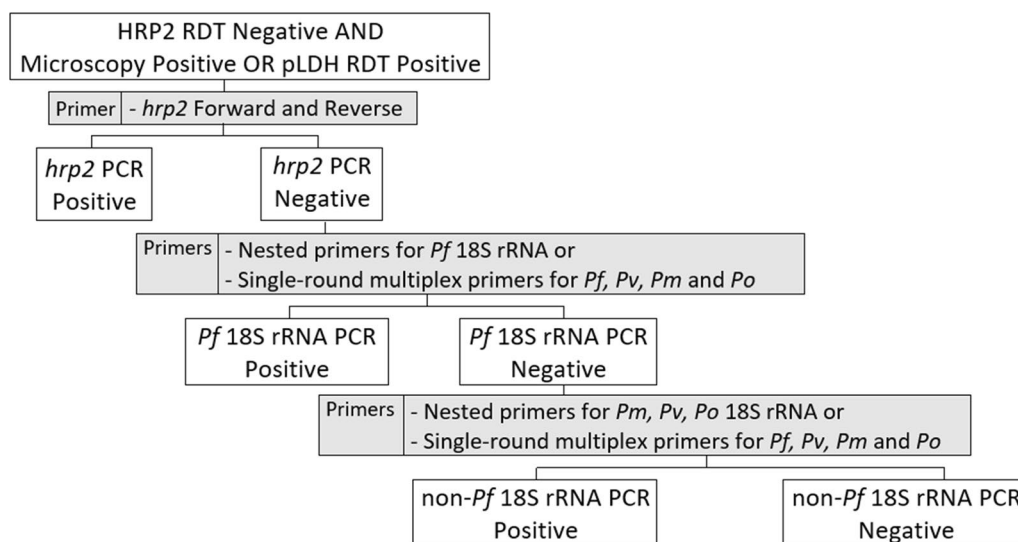 HRP2 RDT Negative AND
Microscopy Positive OR pLDH RDT Positive
Primer - hrp2 Forward and Reverse
hrp2 PCR
Positive
hrp2 PCR
Negative
Primers - Nested primers for Pf 18S rRNA or
- Single-round multiplex primers for Pf, Pv, Pm and Po
Pf 18S rRNA PCR
Positive
Pf 18S rRNA PCR
Negative
Primers - Nested primers for Pm, Pv, Po 18S rRNA or
- Single-round multiplex primers for Pf, Pv, Pm and Po
non-Pf 18S rRNA PCR
Positive
non-Pf 18S rRNA PCR
Negative